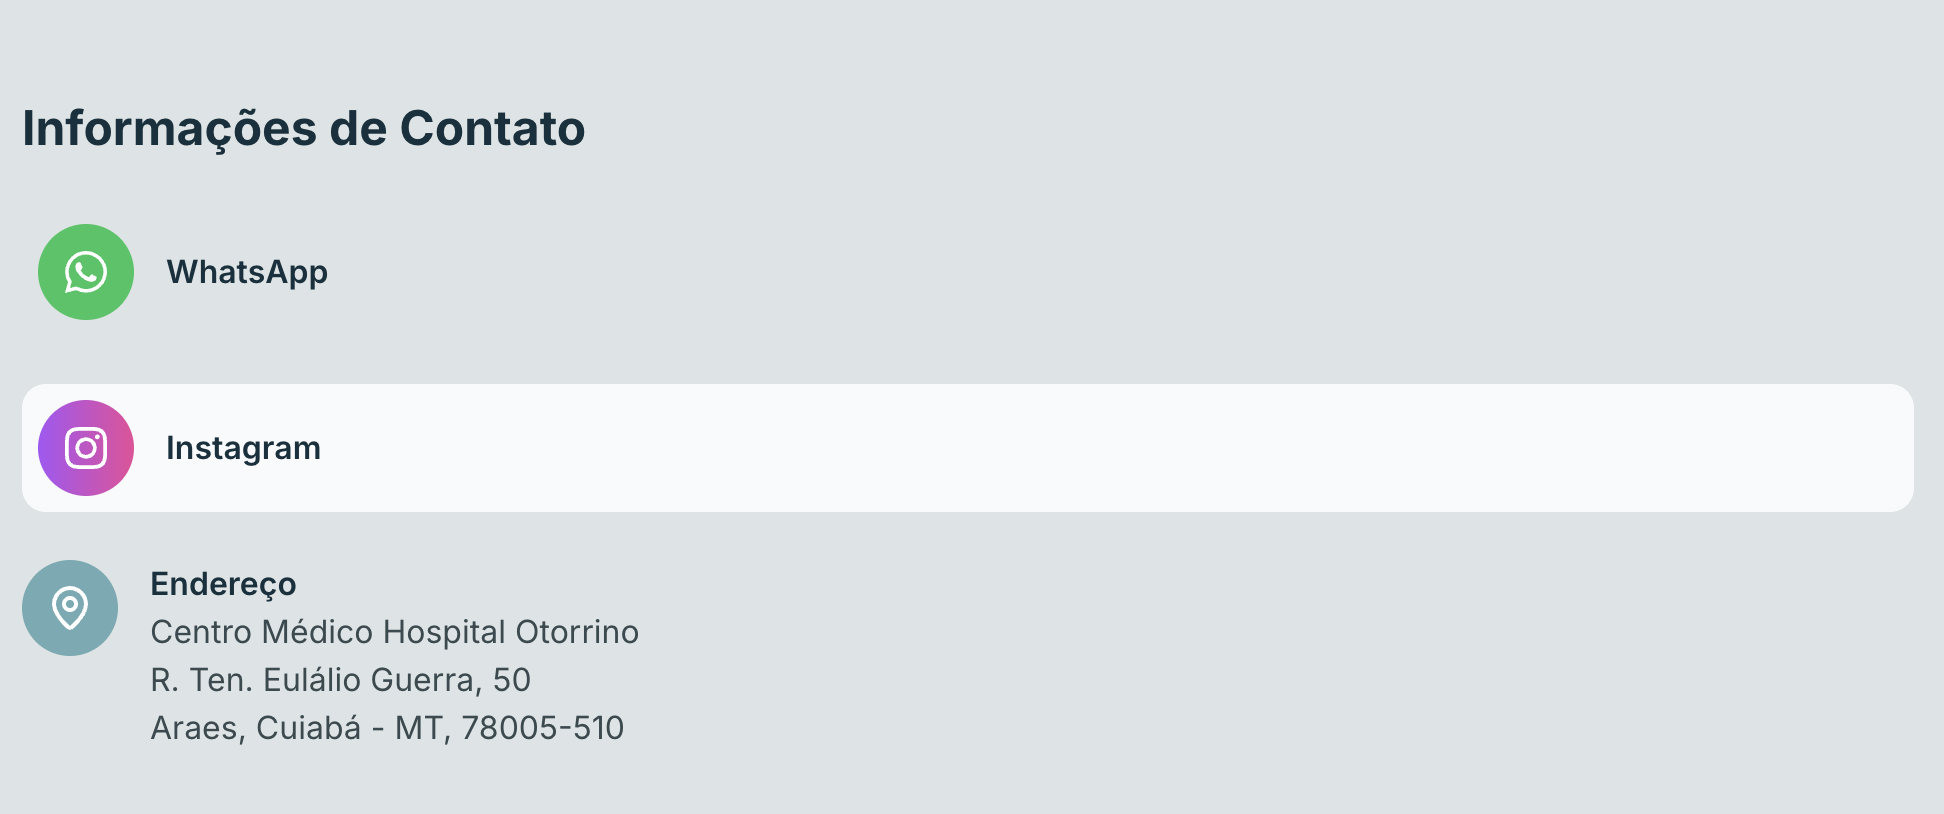 Informações de Contato
WhatsApp
Instagram
Endereço
Centro Médico Hospital Otorrino
R. Ten. Eulálio Guerra, 50
Araes, Cuiabá - MT, 78005-510